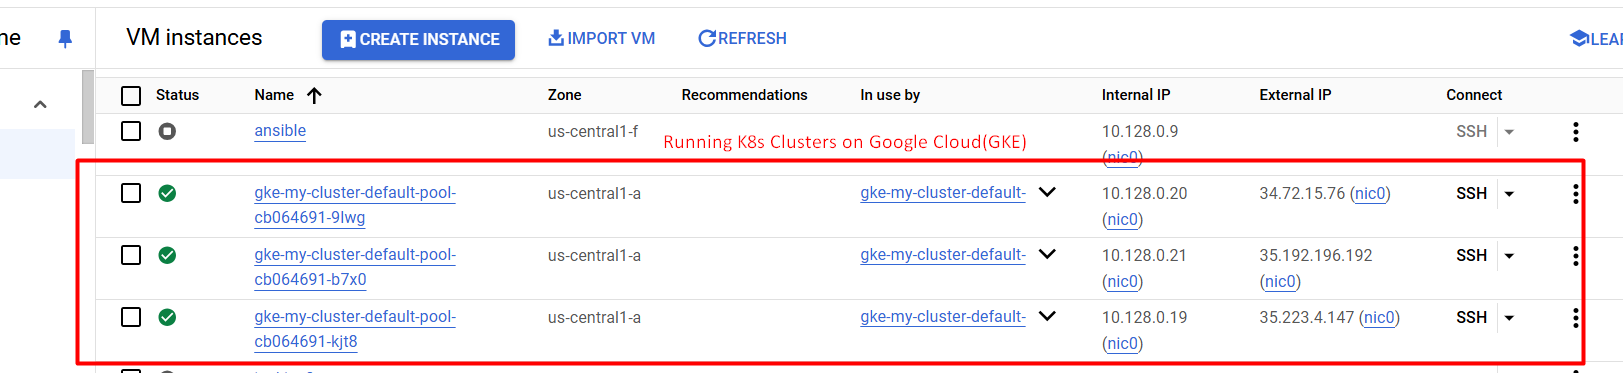 ne VM instances CREATE INSTANCE IMPORT VM REFRESH LEA
Status Name Zone Recommendations In use by Internal IP External IP Connect
ansible us-central1-f 10.128.0.9 SSH
Running K8s Clusters on Google Cloud(GKE)
(nic0)
gke-my-cluster-default-pool- us-central1-a gke-my-cluster-default- 10.128.0.20 34.72.15.76 (nic0) SSH
cb064691-9lwg (nic0)
gke-my-cluster-default-pool- us-central1-a gke-my-cluster-default- 10.128.0.21 35.192.196.192 SSH
cb064691-b7x0 (nic0) (nic0)
gke-my-cluster-default-pool- us-central1-a gke-my-cluster-default- 10.128.0.19 35.223.4.147 (nic0) SSH
cb064691-kjt8 (nic0)